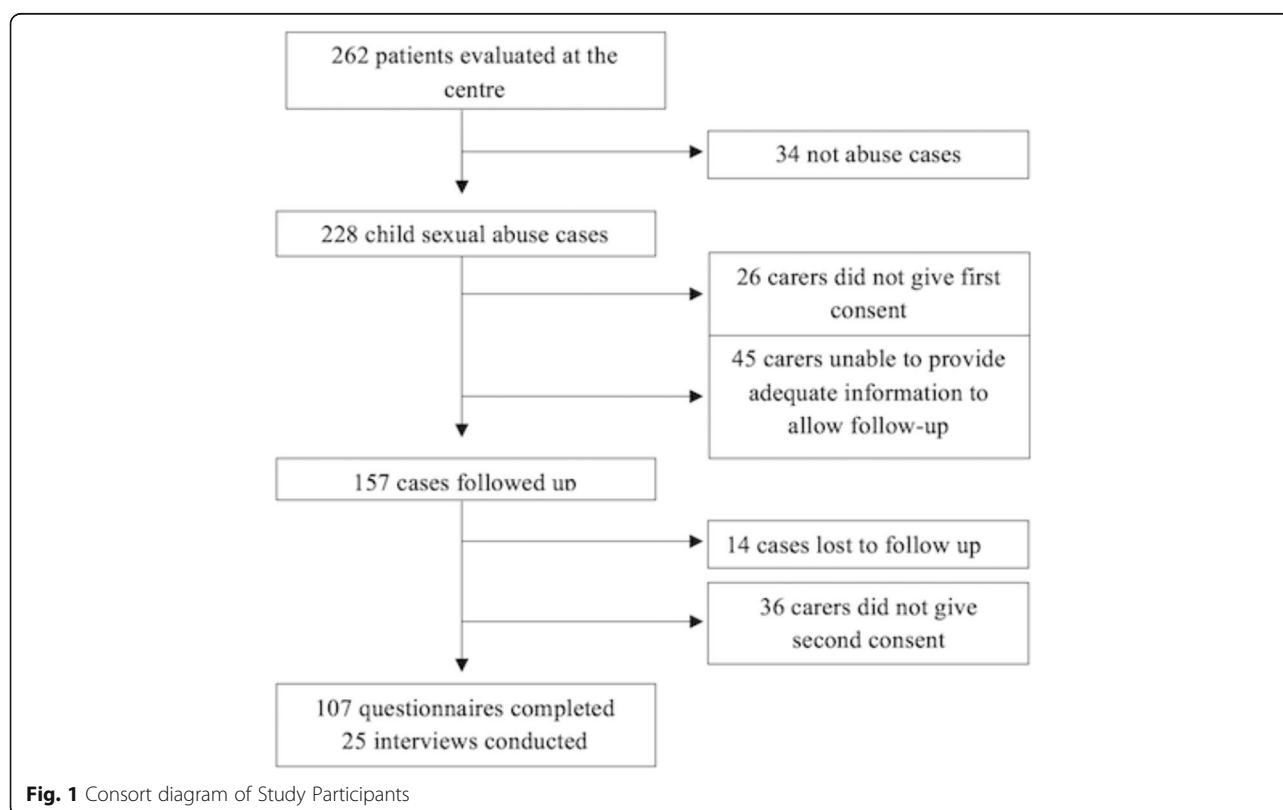 262 patients evaluated at the
centre
34 not abuse cases
228 child sexual abuse cases
26 carers did not give first
consent
45 carers unable to provide
adequate information to
allow follow-up
157 cases followed up
14 cases lost to follow up
36 carers did not give
second consent
107 questionnaires completed
25 interviews conducted
Fig. 1 Consort diagram of Study Participants